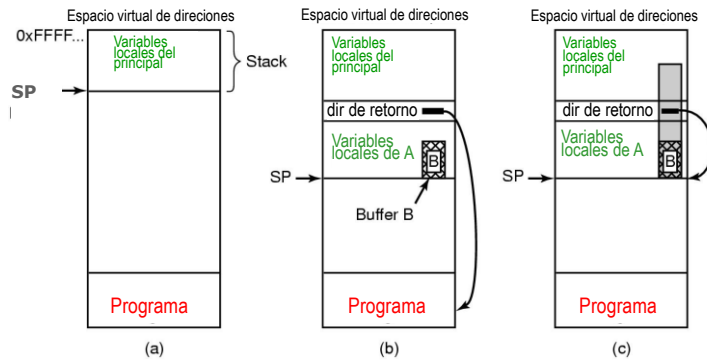 Espacio virtual de direciones
0xFFFF...
Variables
locales del
principal
Stack
SP
Programa
(a)
Espacio virtual de direciones
Variables
locales del
principal
dir de retorno
Variables
locales de A
B
SP
Buffer B
Programa
(b)
Espacio virtual de direciones
Variables
locales del
principal
dir de retorno
Variables
locales de A
B
SP
Programa
(c)